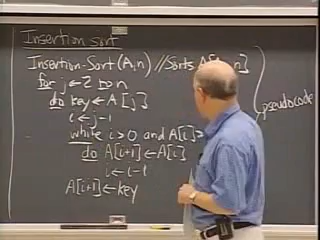 Insertion sort
Insertion-Sort(A,n) //Sorts A[ n]
for j←2 to n
do key←A[j]
i←j-1
while i>0 and A[i]>
do A[i+1]←A[i]
i←i-1
A[i+1]←key
pseudocode